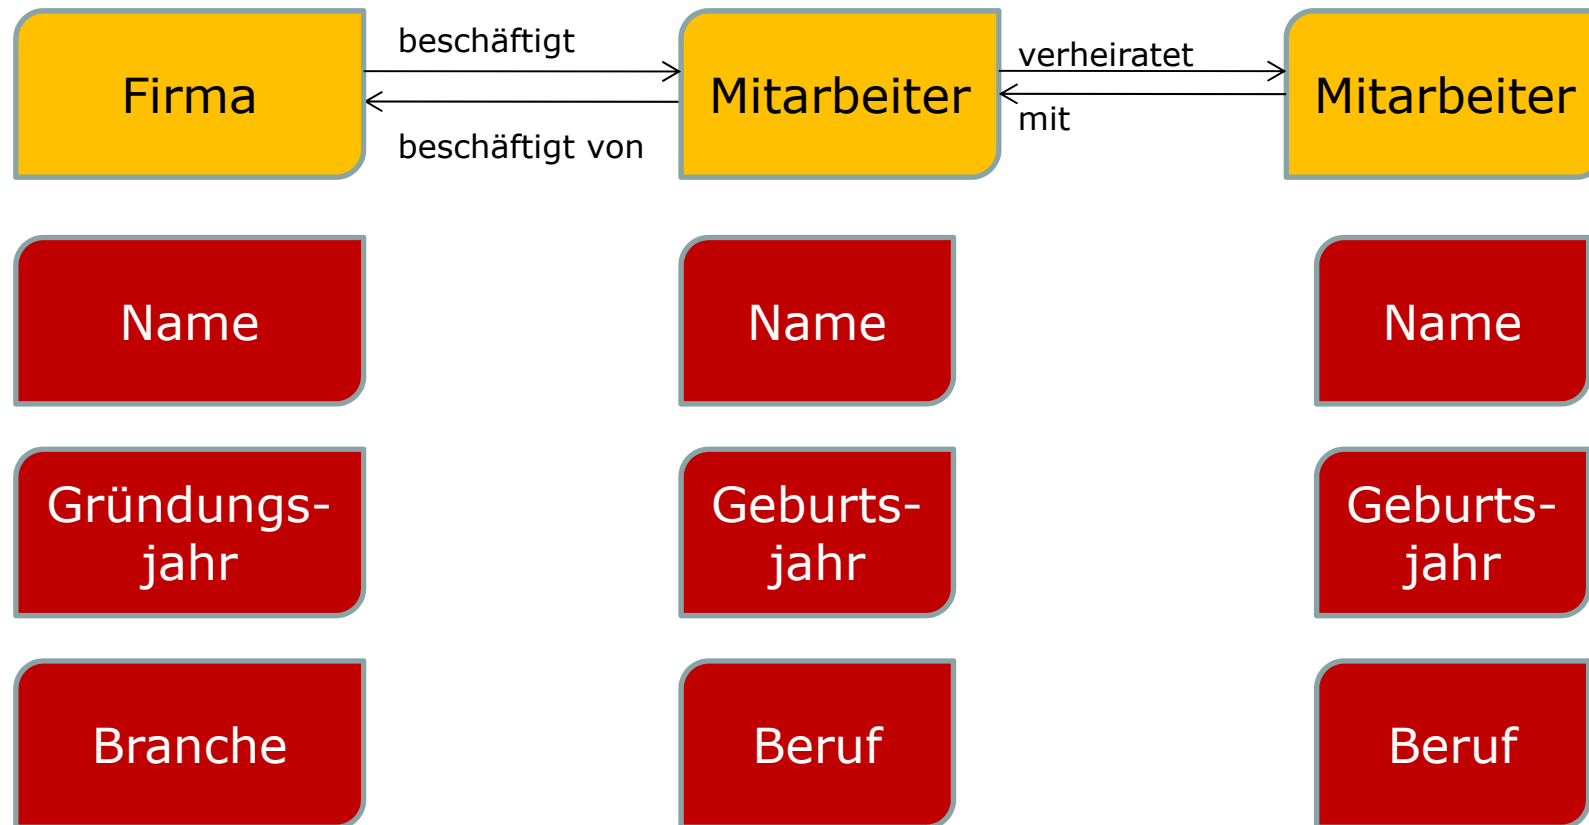 beschäftigt
Firma
beschäftigt von
Mitarbeiter
verheiratet
mit
Mitarbeiter
Name
Name
Name
Gründungs-
jahr
Geburts-
jahr
Geburts-
jahr
Branche
Beruf
Beruf